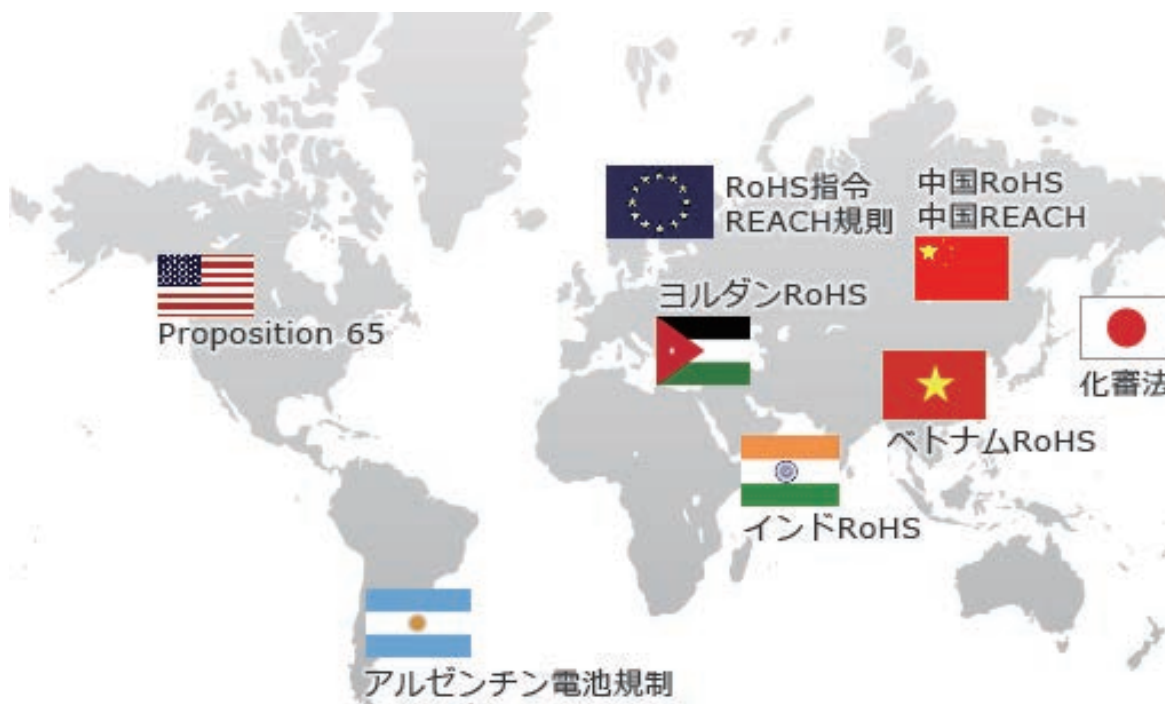 RoHS指令
REACH規則
中国RoHS
中国REACH
ヨルダンRoHS
Proposition 65
化審法
ベトナムRoHS
インドRoHS
アルゼンチン電池規制